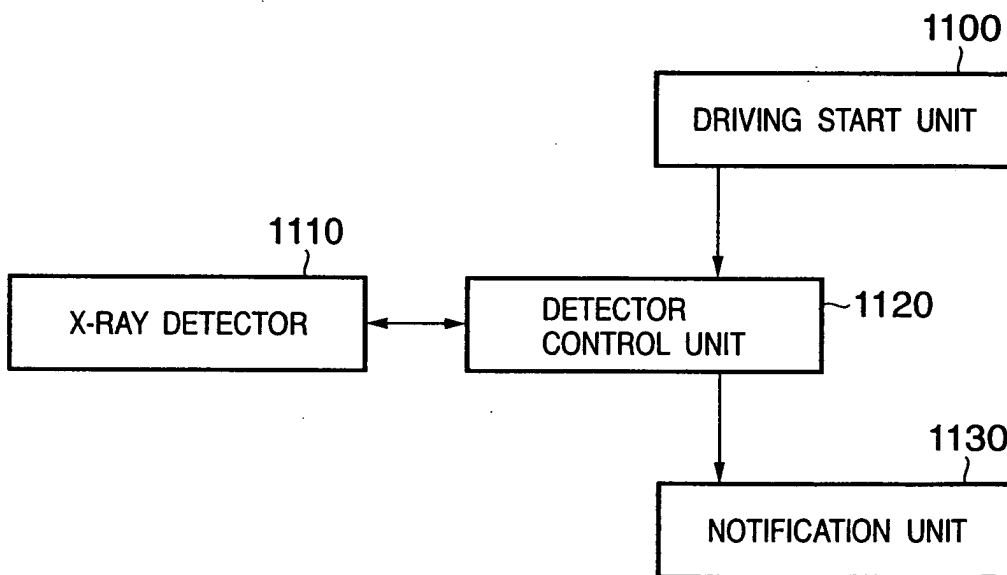 1100
DRIVING START UNIT
1110
X-RAY DETECTOR
DETECTOR
CONTROL UNIT
1120
1130
NOTIFICATION UNIT